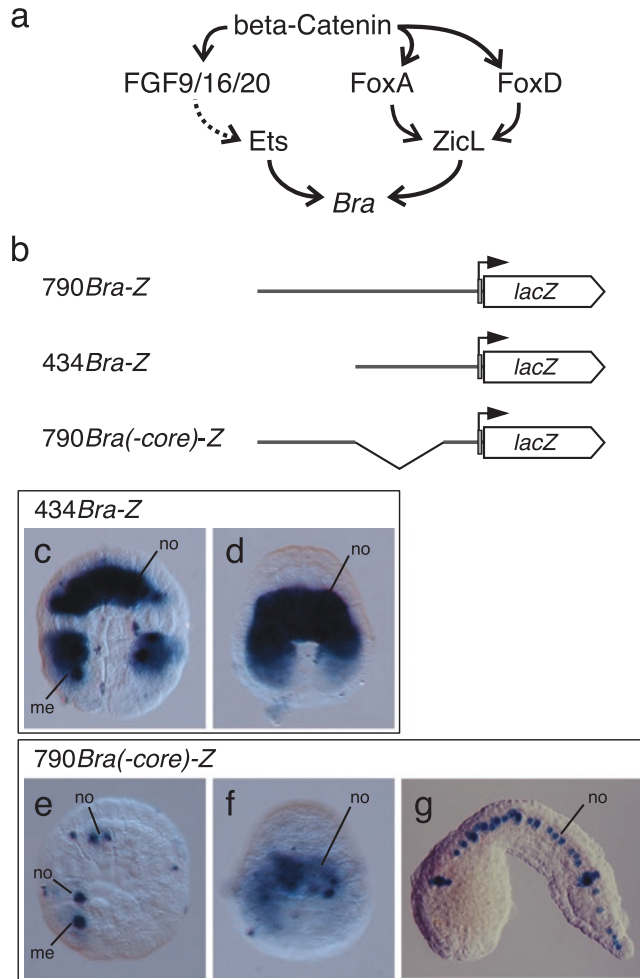 a
beta-Catenin
FGF9/16/20 FoxA FoxD
Ets ZicL
Bra
b
790Bra-Z lacZ
434Bra-Z lacZ
790Bra(-core)-Z lacZ
434Bra-Z
c no d no
me
790Bra(-core)-Z
e no f no g no
no
me